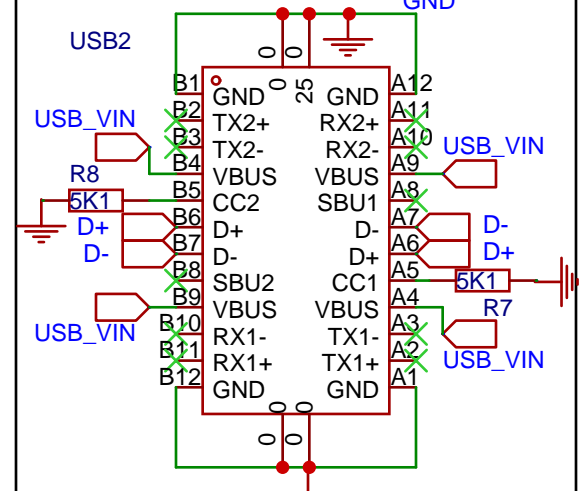 GND
USB2
0 0
0 25
B1 GND GND A12
B2 TX2+ RX2+ A11
USB_VIN
B3 TX2- RX2- A10
USB_VIN
B4 VBUS VBUS A9
R8
5K1
B5 CC2 SBU1 A8
D+
B6 D+ D- A7
D-
D-
B7 D- D+ A6
D+
B8 SBU2 CC1 A5
5K1
R7
B9 VBUS VBUS A4
USB_VIN
B10 RX1- TX1- A3
USB_VIN
B11 RX1+ TX1+ A2
B12 GND GND A1
0 0
0 0